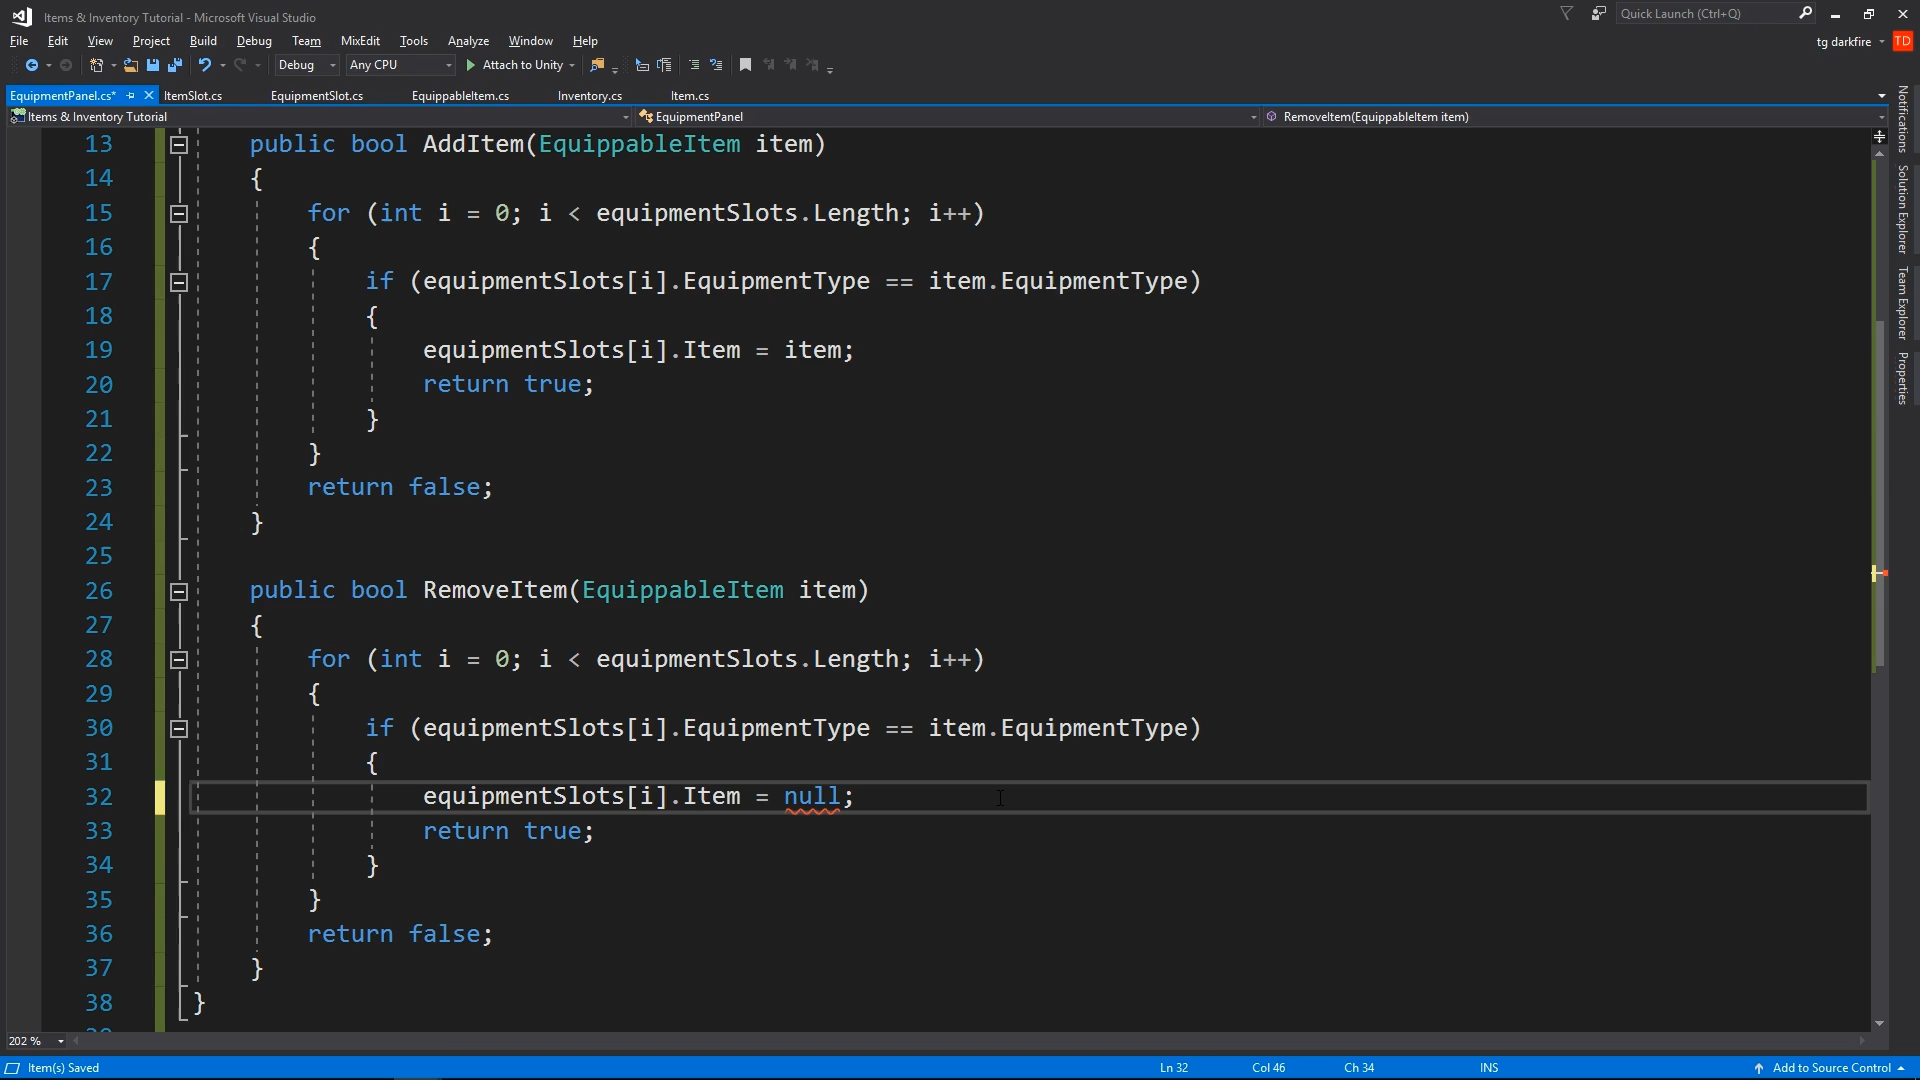 Items & Inventory Tutorial - Microsoft Visual Studio
Quick Launch (Ctrl+Q)
File Edit View Project Build Debug Team MixEdit Tools Analyze Window Help
tg darkfire
TD
Debug Any CPU Attach to Unity
EquipmentPanel.cs* ItemSlot.cs EquipmentSlot.cs EquippableItem.cs Inventory.cs Item.cs
Items & Inventory Tutorial EquipmentPanel RemoveItem(EquippableItem item)
13 public bool AddItem(EquippableItem item)
14 {
15 for (int i = 0; i < equipmentSlots.Length; i++)
16 {
17 if (equipmentSlots[i].EquipmentType == item.EquipmentType)
18 {
19 equipmentSlots[i].Item = item;
20 return true;
21 }
22 }
23 return false;
24 }
25
26 public bool RemoveItem(EquippableItem item)
27 {
28 for (int i = 0; i < equipmentSlots.Length; i++)
29 {
30 if (equipmentSlots[i].EquipmentType == item.EquipmentType)
31 {
32 equipmentSlots[i].Item = null;
33 return true;
34 }
35 }
36 return false;
37 }
38 }
Notifications
Solution Explorer
Team Explorer
Properties
202 %
Item(s) Saved Ln 32 Col 46 Ch 34 INS Add to Source Control